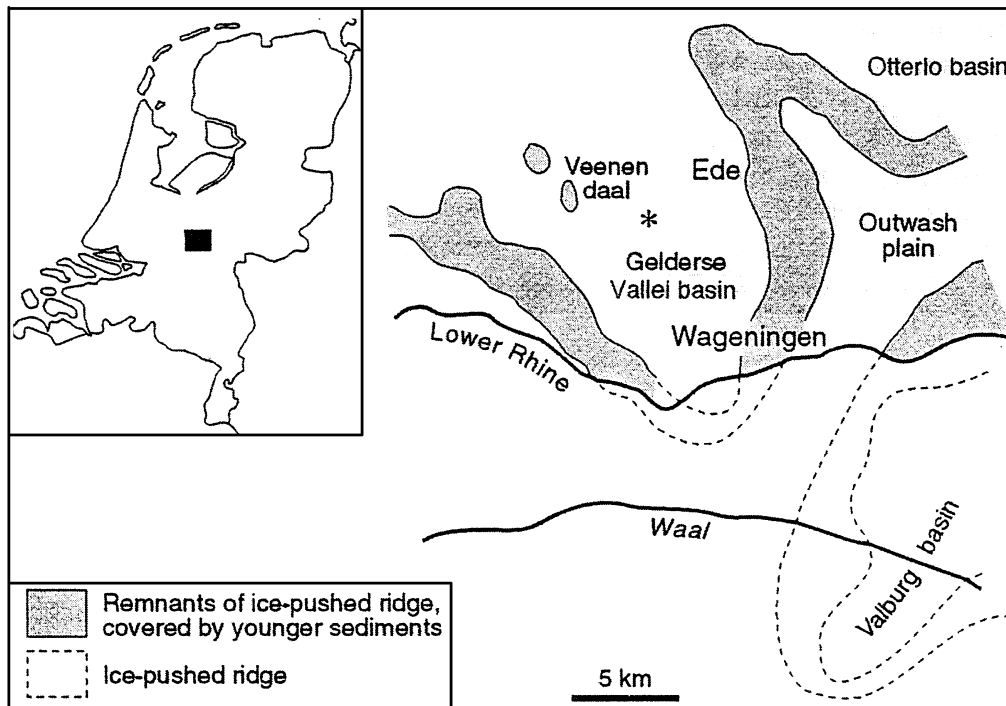 Otterlo basin
Veenen
daal
*
Ede
Outwash
plain
Gelderse
Vallei basin
Wageningen
Lower Rhine
Waal
Valburg basin
Remnants of ice-pushed ridge,
covered by younger sediments
Ice-pushed ridge
5 km